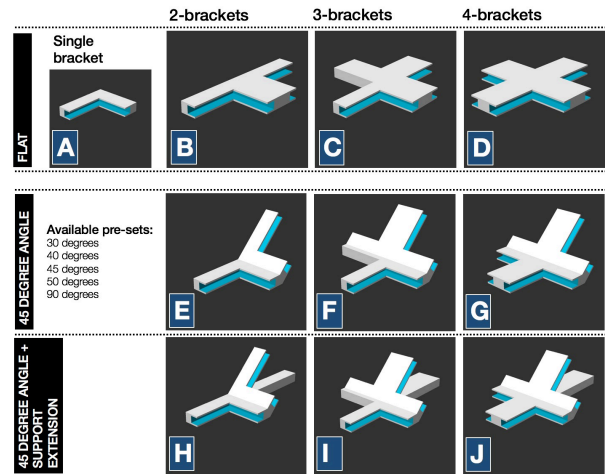 2-brackets
3-brackets
4-brackets
FLAT
Single
bracket
A
B
C
D
45 DEGREE ANGLE
Available pre-sets:
30 degrees
40 degrees
45 degrees
50 degrees
90 degrees
E
F
G
45 DEGREE ANGLE +
SUPPORT
EXTENSION
H
I
J